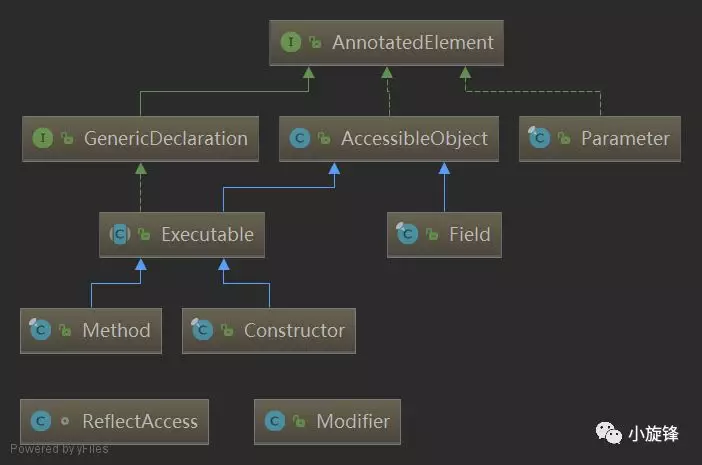 AnnotatedElement
GenericDeclaration
AccessibleObject
Parameter
Executable
Field
Method
Constructor
ReflectAccess
Modifier
Powered by yFiles
小旋锋